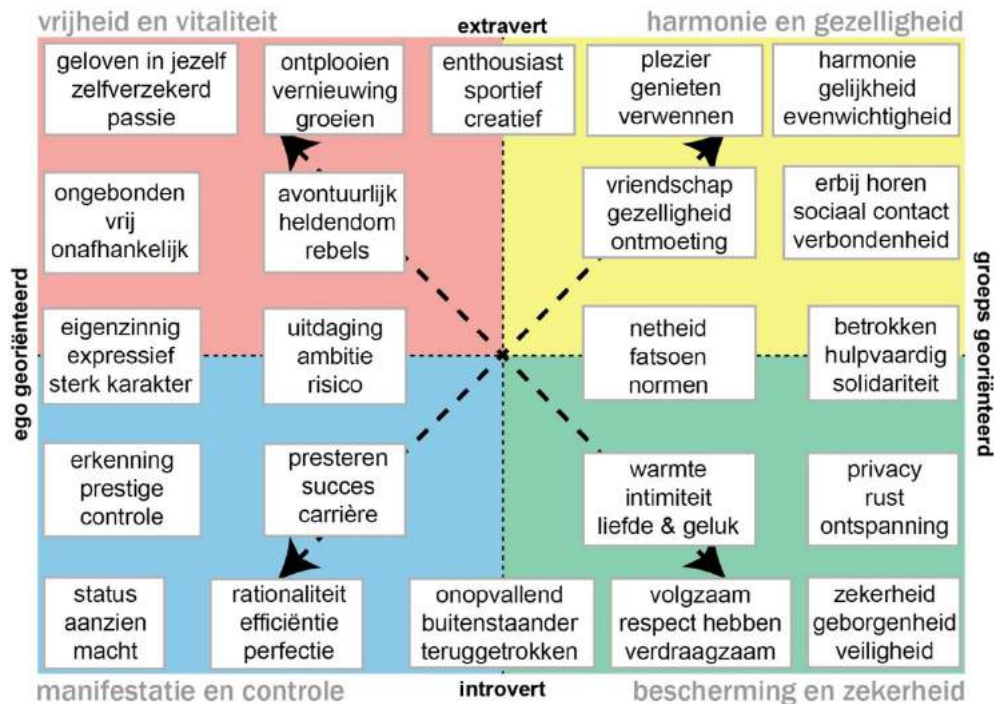 vrijheid en vitaliteit
extravert
harmonie en gezelligheid
geloven in jezelf
zelfverzekerd
passie
ontplooien
vernieuwing
groeien
enthousiast
sportief
creatief
plezier
genieten
verwennen
harmonie
gelijkheid
evenwichtigheid
ongebonden
vrij
onafhankelijk
avontuurlijk
heldendom
rebels
vriendschap
gezelligheid
ontmoeting
erbij horen
sociaal contact
verbondenheid
ego georiënteerd
groeps georiënteerd
eigenzinnig
expressief
sterk karakter
uitdaging
ambitie
risico
netheid
fatsoen
normen
betrokken
hulpvaardig
solidariteit
erkenning
prestige
controle
presteren
succes
carrière
warmte
intimiteit
liefde & geluk
privacy
rust
ontspanning
status
aanzien
macht
rationaliteit
efficiëntie
perfectie
onopvallend
buitenstaander
teruggetrokken
volgzaam
respect hebben
verdraagzaam
zekerheid
geborgenheid
veiligheid
manifestatie en controle
introvert
bescherming en zekerheid